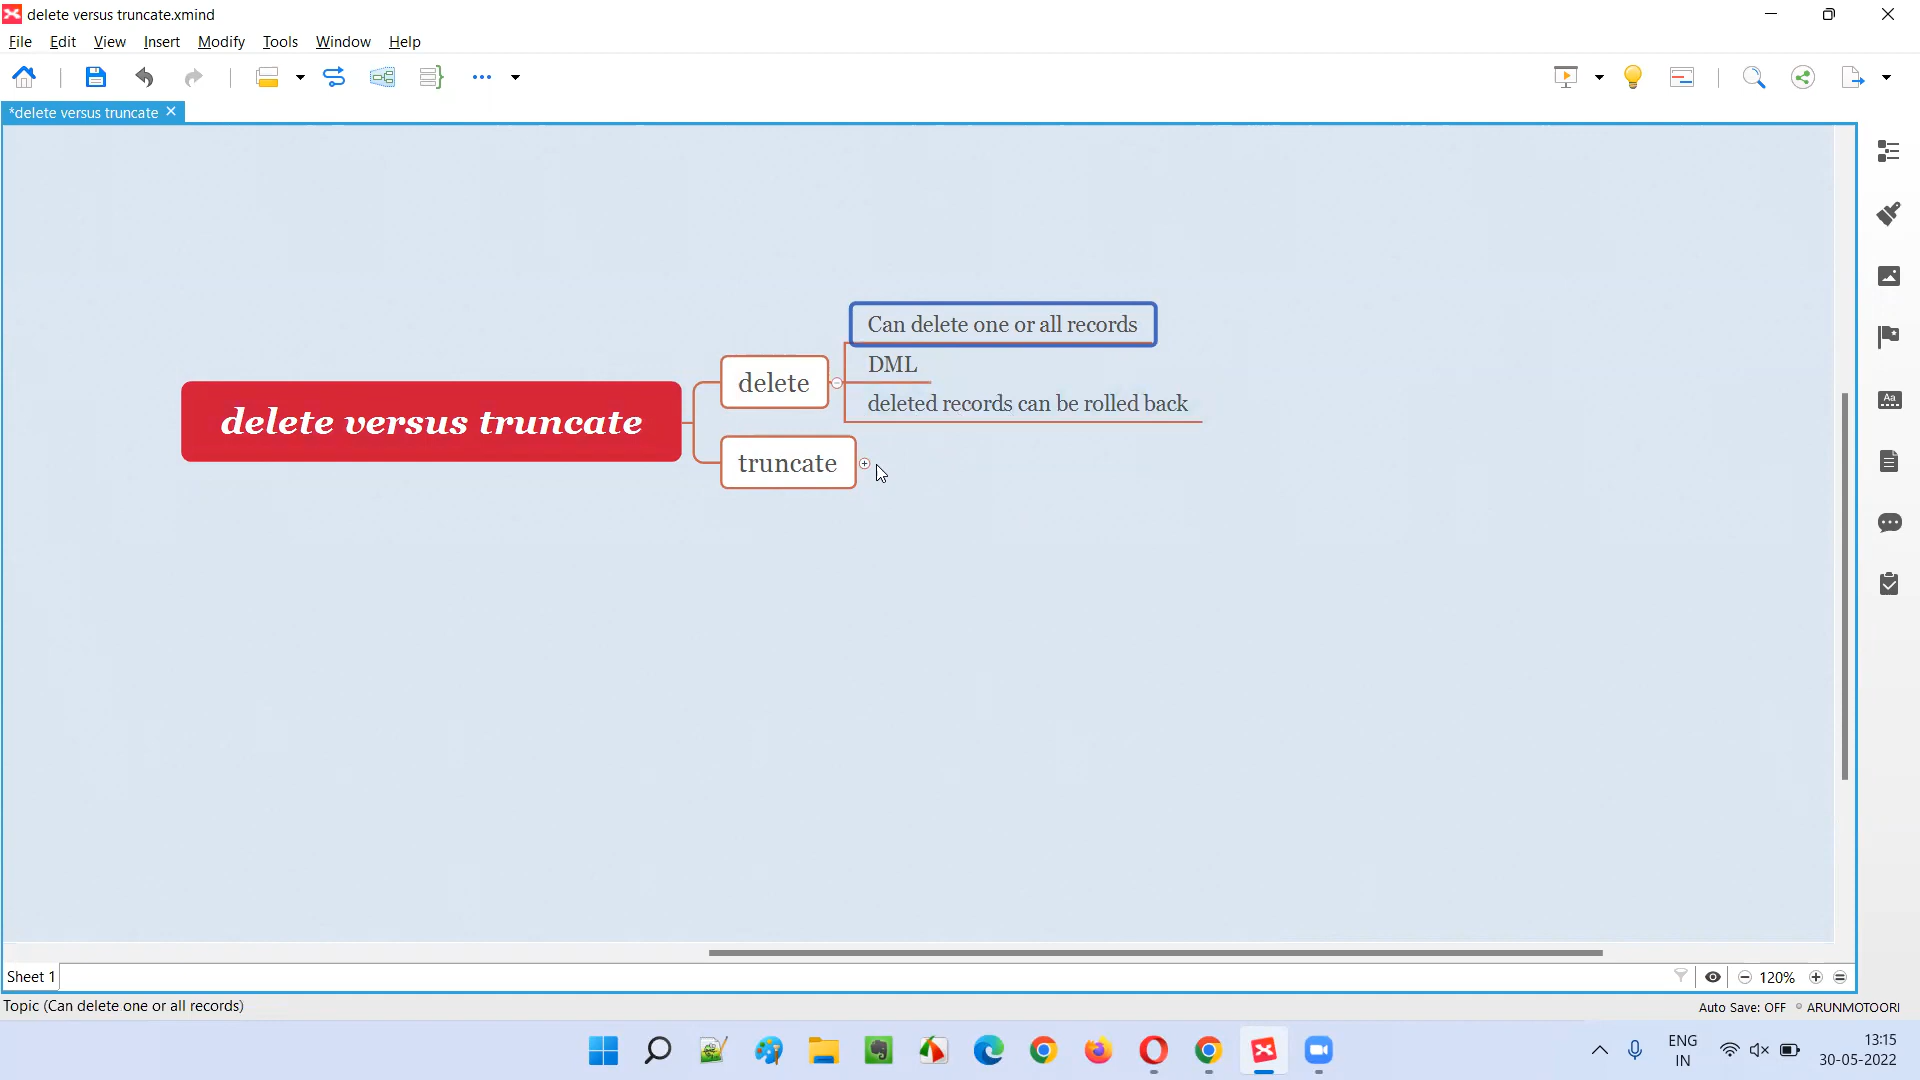 delete versus truncate.xmind
File Edit View Insert Modify Tools Window Help
*delete versus truncate
Can delete one or all records
DML
delete
deleted records can be rolled back
delete versus truncate
truncate
Aa
Sheet 1
120%
Topic (Can delete one or all records)
Auto Save: OFF ARUNMOTOORI
ENG
IN
13:15
30-05-2022